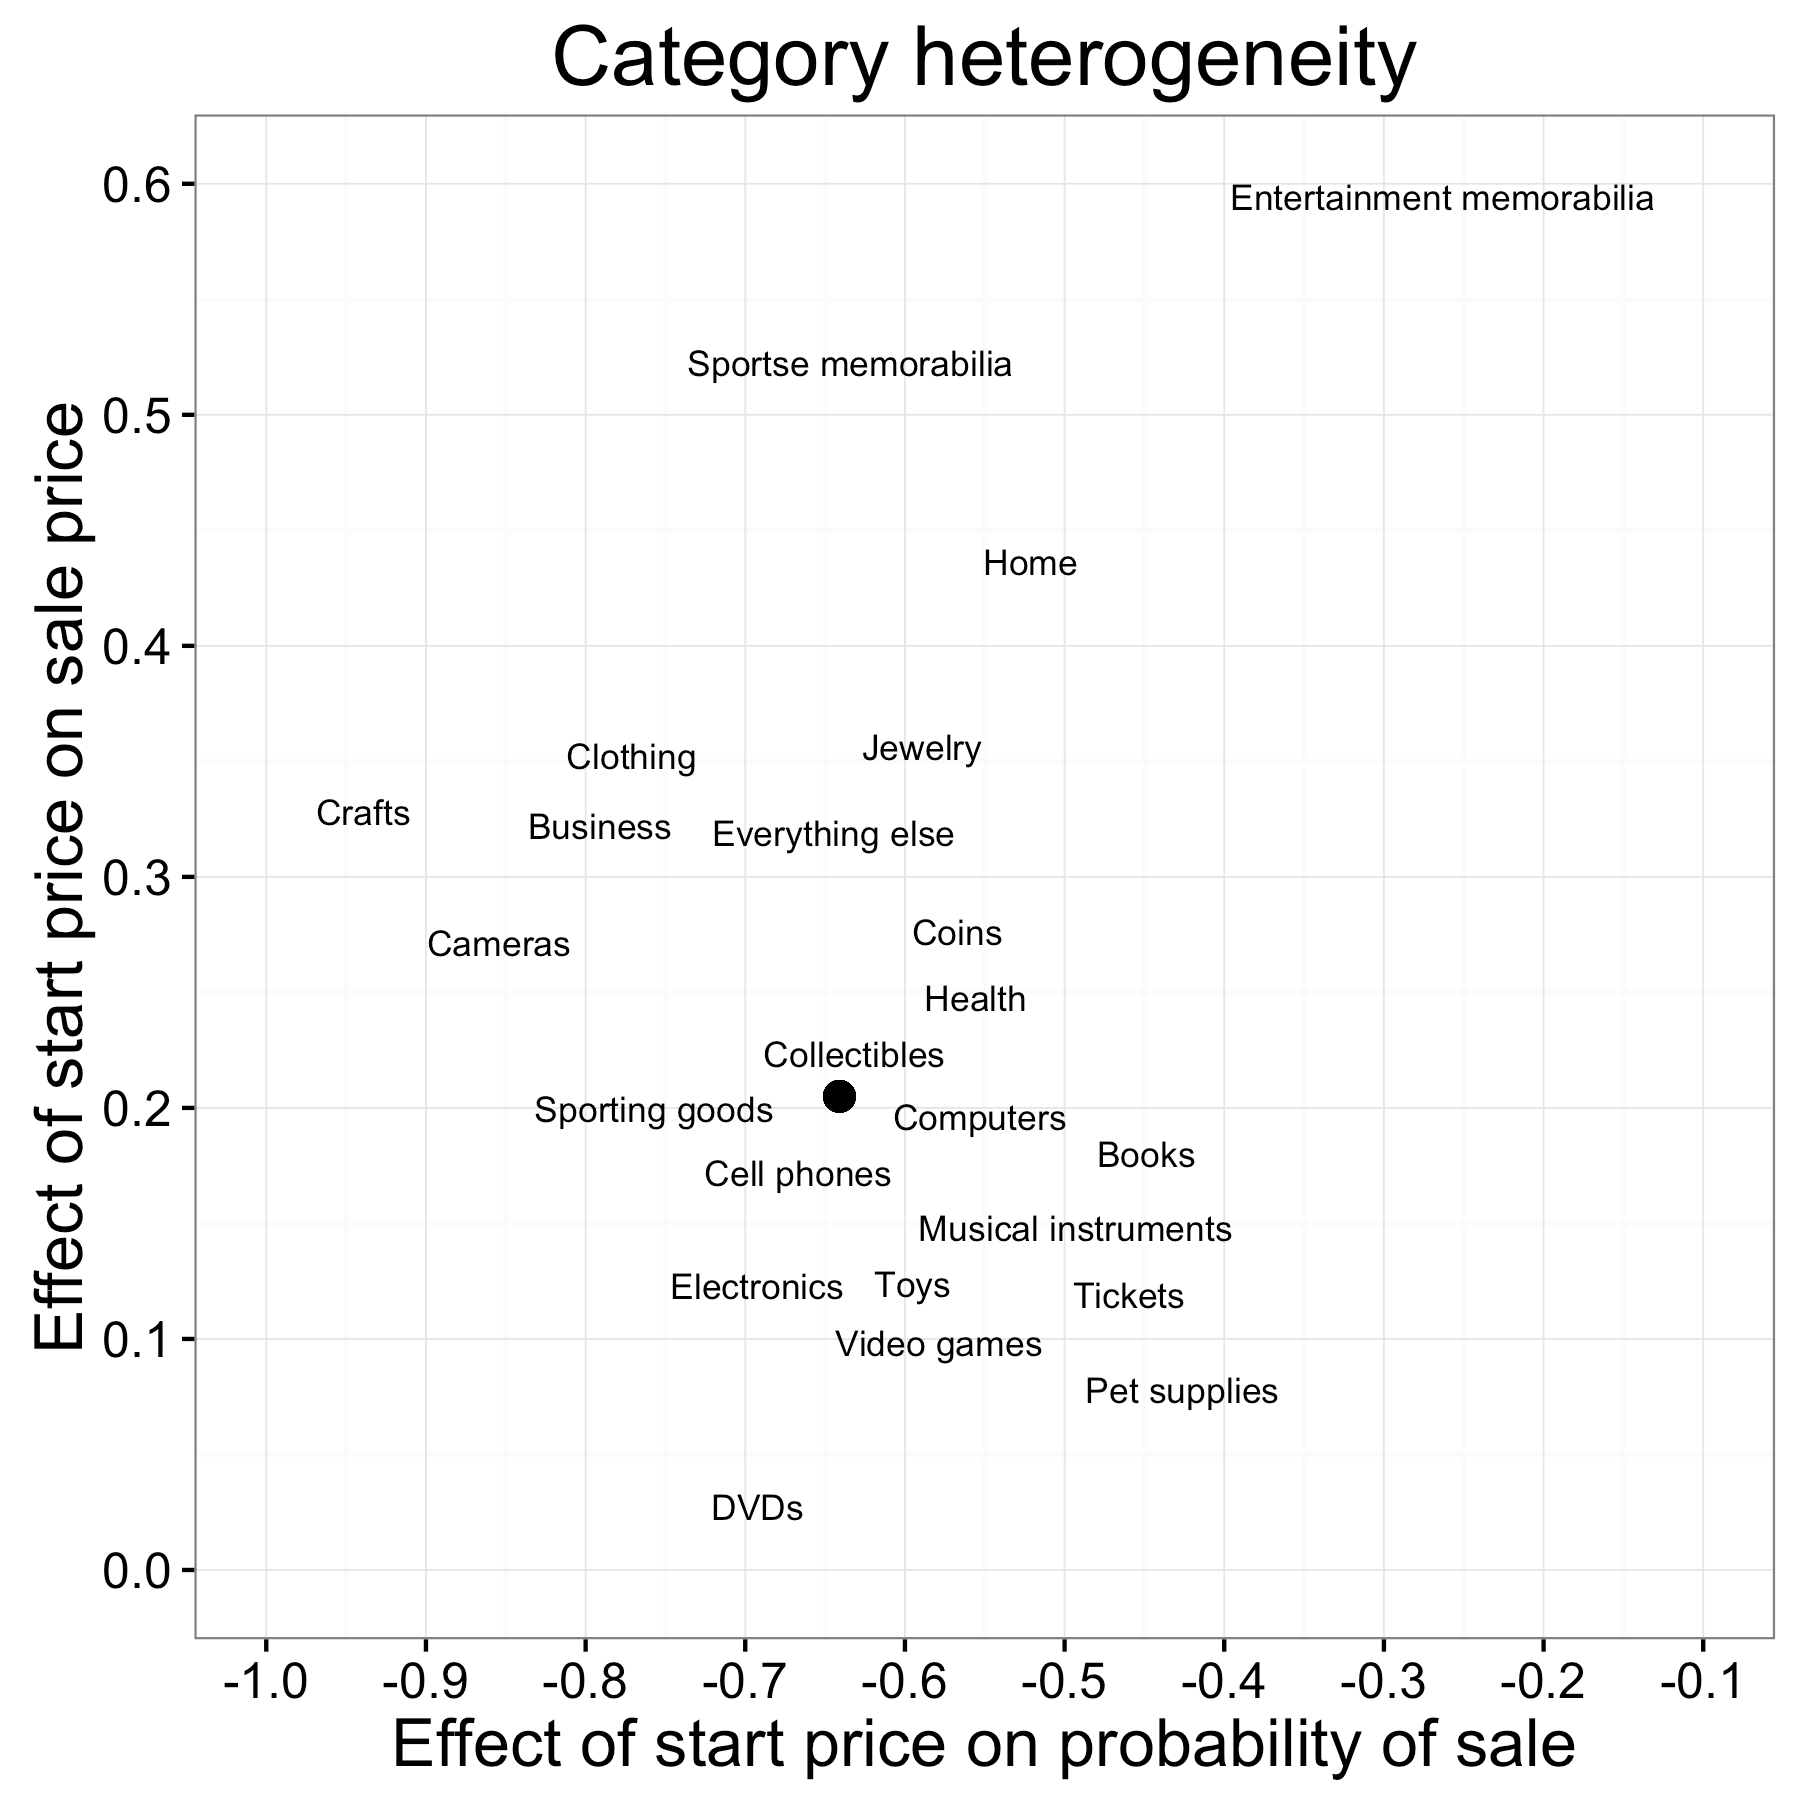 Category heterogeneity
Effect of start price on sale price
0.6
0.5
0.4
0.3
0.2
0.1
0.0
Entertainment memorabilia
Sportse memorabilia
Home
Jewelry
Clothing
Crafts
Business
Everything else
Coins
Cameras
Health
Collectibles
Sporting goods
Computers
Books
Cell phones
Musical instruments
Electronics
Toys
Tickets
Video games
Pet supplies
DVDs
-1.0 -0.9 -0.8 -0.7 -0.6 -0.5 -0.4 -0.3 -0.2 -0.1
Effect of start price on probability of sale